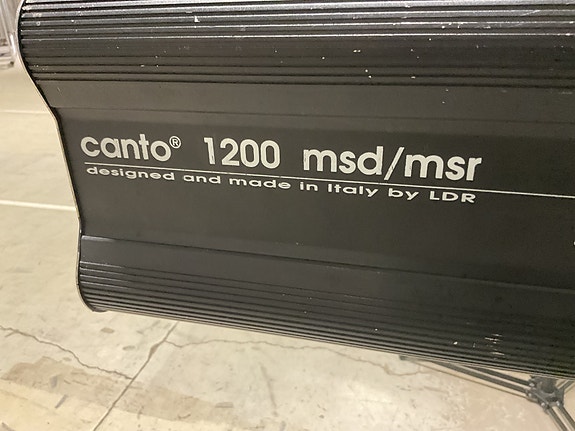 canto® 1200 msd/msr
designed and made in Italy by LDR